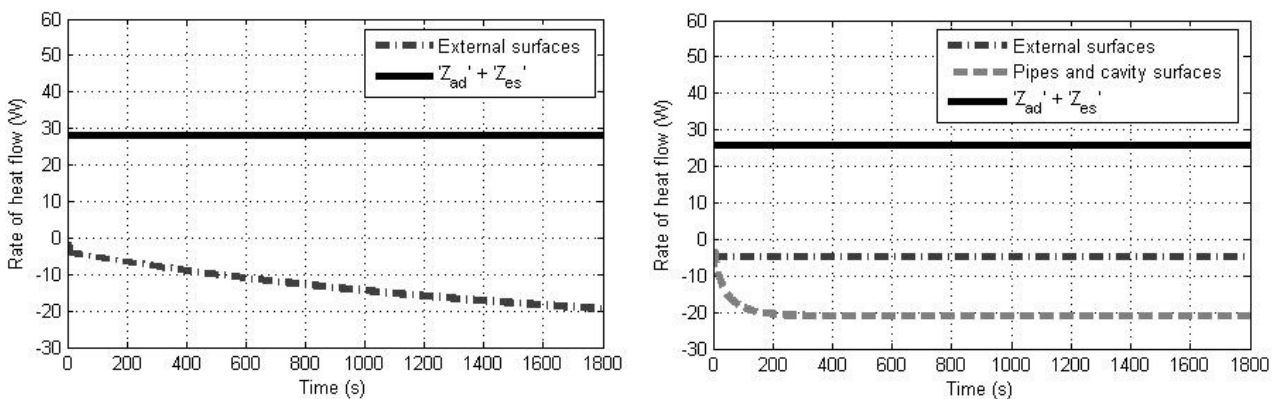 60
50
40
30
20
10
0
-10
-20
-30
Rate of heat flow (W)
External surfaces
'Z_ad' + 'Z_es'
0 200 400 600 800 1000 1200 1400 1600 1800
Time (s)
60
50
40
30
20
10
0
-10
-20
-30
Rate of heat flow (W)
External surfaces
Pipes and cavity surfaces
'Z_ad' + 'Z_es'
0 200 400 600 800 1000 1200 1400 1600 1800
Time (s)